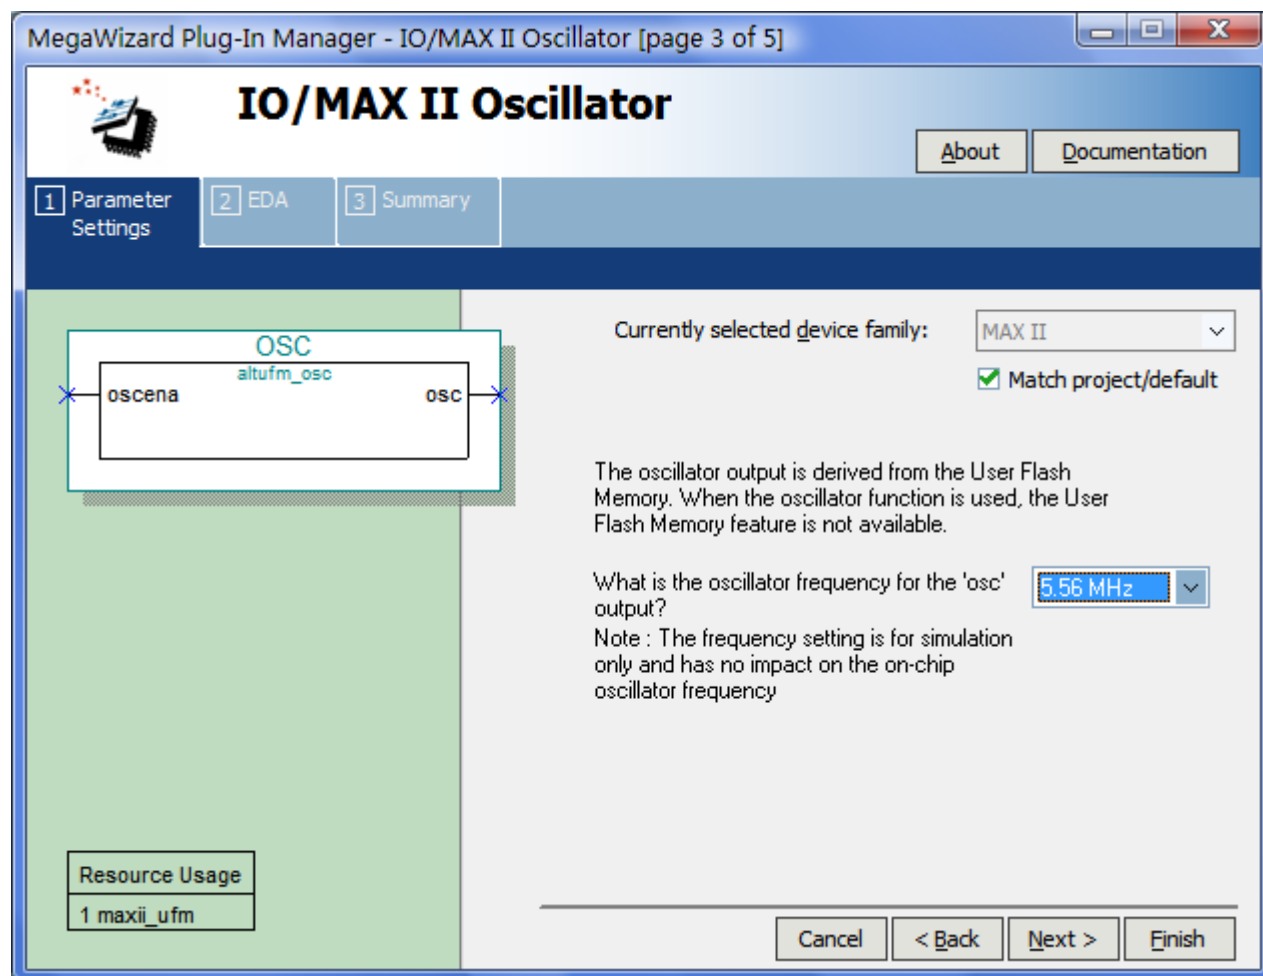 MegaWizard Plug-In Manager - IO/MAX II Oscillator [page 3 of 5]
IO/MAX II Oscillator
About
Documentation
1 Parameter
Settings
2 EDA
3 Summary
OSC
altufm_osc
oscena
osc
Currently selected device family:
MAX II
Match project/default
The oscillator output is derived from the User Flash
Memory. When the oscillator function is used, the User
Flash Memory feature is not available.
What is the oscillator frequency for the 'osc'
output?
5.56 MHz
Note : The frequency setting is for simulation
only and has no impact on the on-chip
oscillator frequency
Resource Usage
1 maxii_ufm
Cancel
< Back
Next >
Finish